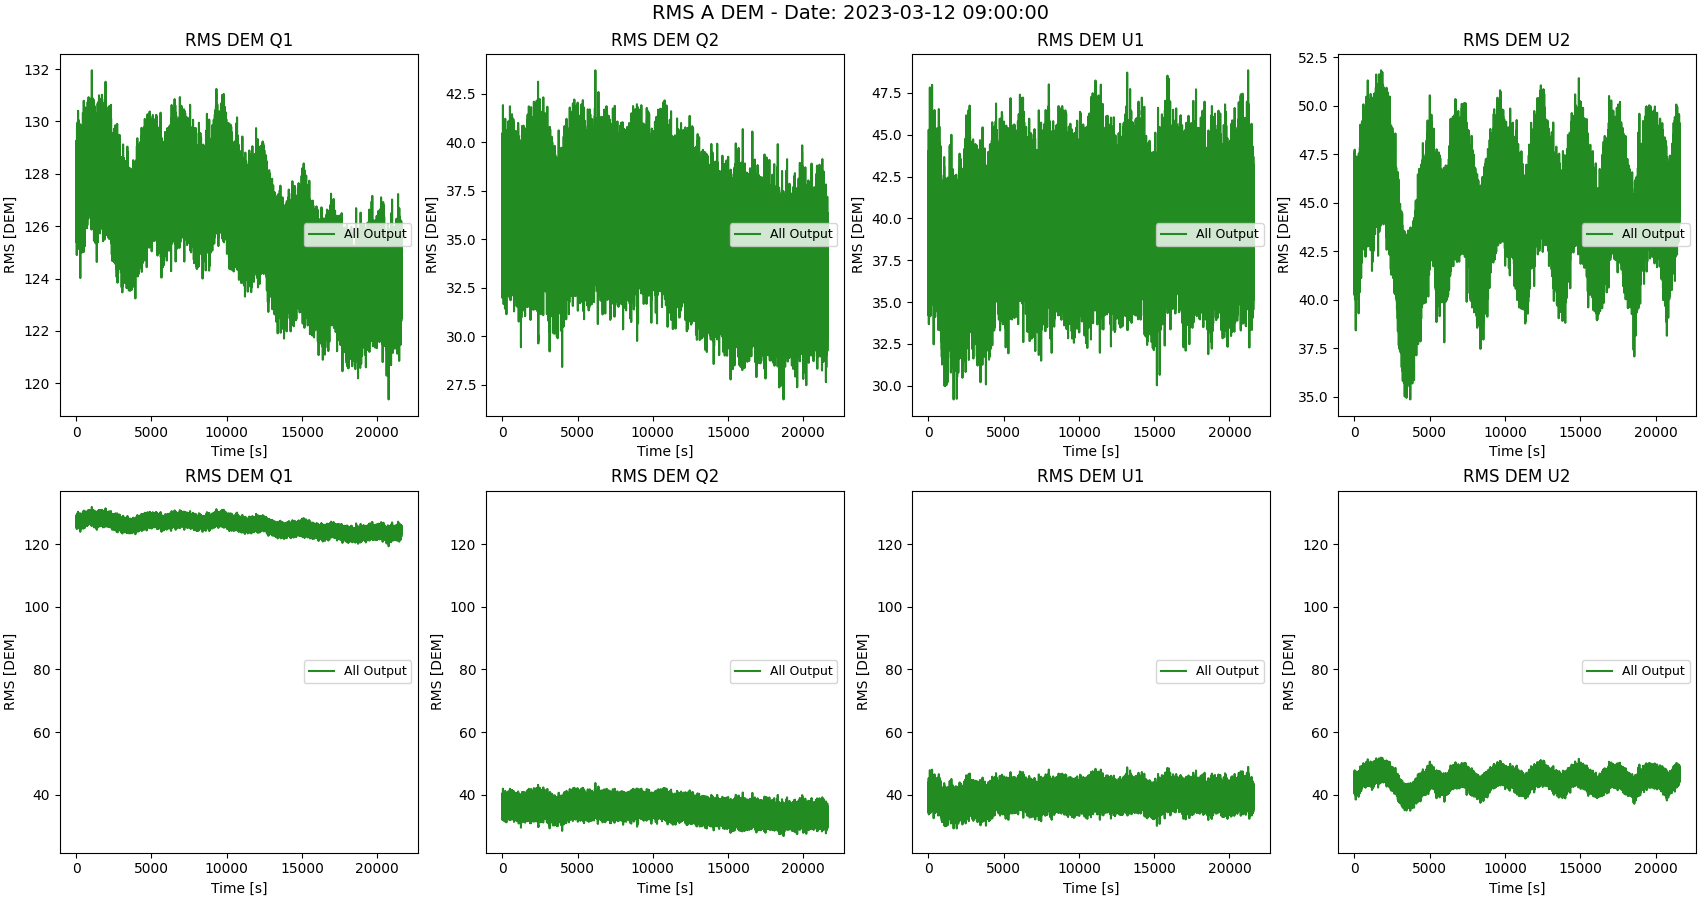 RMS A DEM - Date: 2023-03-12 09:00:00
RMS DEM Q1
RMS [DEM]
132
130
128
126
124
122
120
All Output
0 5000 10000 15000 20000
Time [s]
RMS DEM Q2
RMS [DEM]
42.5
40.0
37.5
35.0
32.5
30.0
27.5
All Output
0 5000 10000 15000 20000
Time [s]
RMS DEM U1
RMS [DEM]
47.5
45.0
42.5
40.0
37.5
35.0
32.5
30.0
All Output
0 5000 10000 15000 20000
Time [s]
RMS DEM U2
RMS [DEM]
52.5
50.0
47.5
45.0
42.5
40.0
37.5
35.0
All Output
0 5000 10000 15000 20000
Time [s]
RMS DEM Q1
RMS [DEM]
120
100
80
60
40
All Output
0 5000 10000 15000 20000
Time [s]
RMS DEM Q2
RMS [DEM]
120
100
80
60
40
All Output
0 5000 10000 15000 20000
Time [s]
RMS DEM U1
RMS [DEM]
120
100
80
60
40
All Output
0 5000 10000 15000 20000
Time [s]
RMS DEM U2
RMS [DEM]
120
100
80
60
40
All Output
0 5000 10000 15000 20000
Time [s]